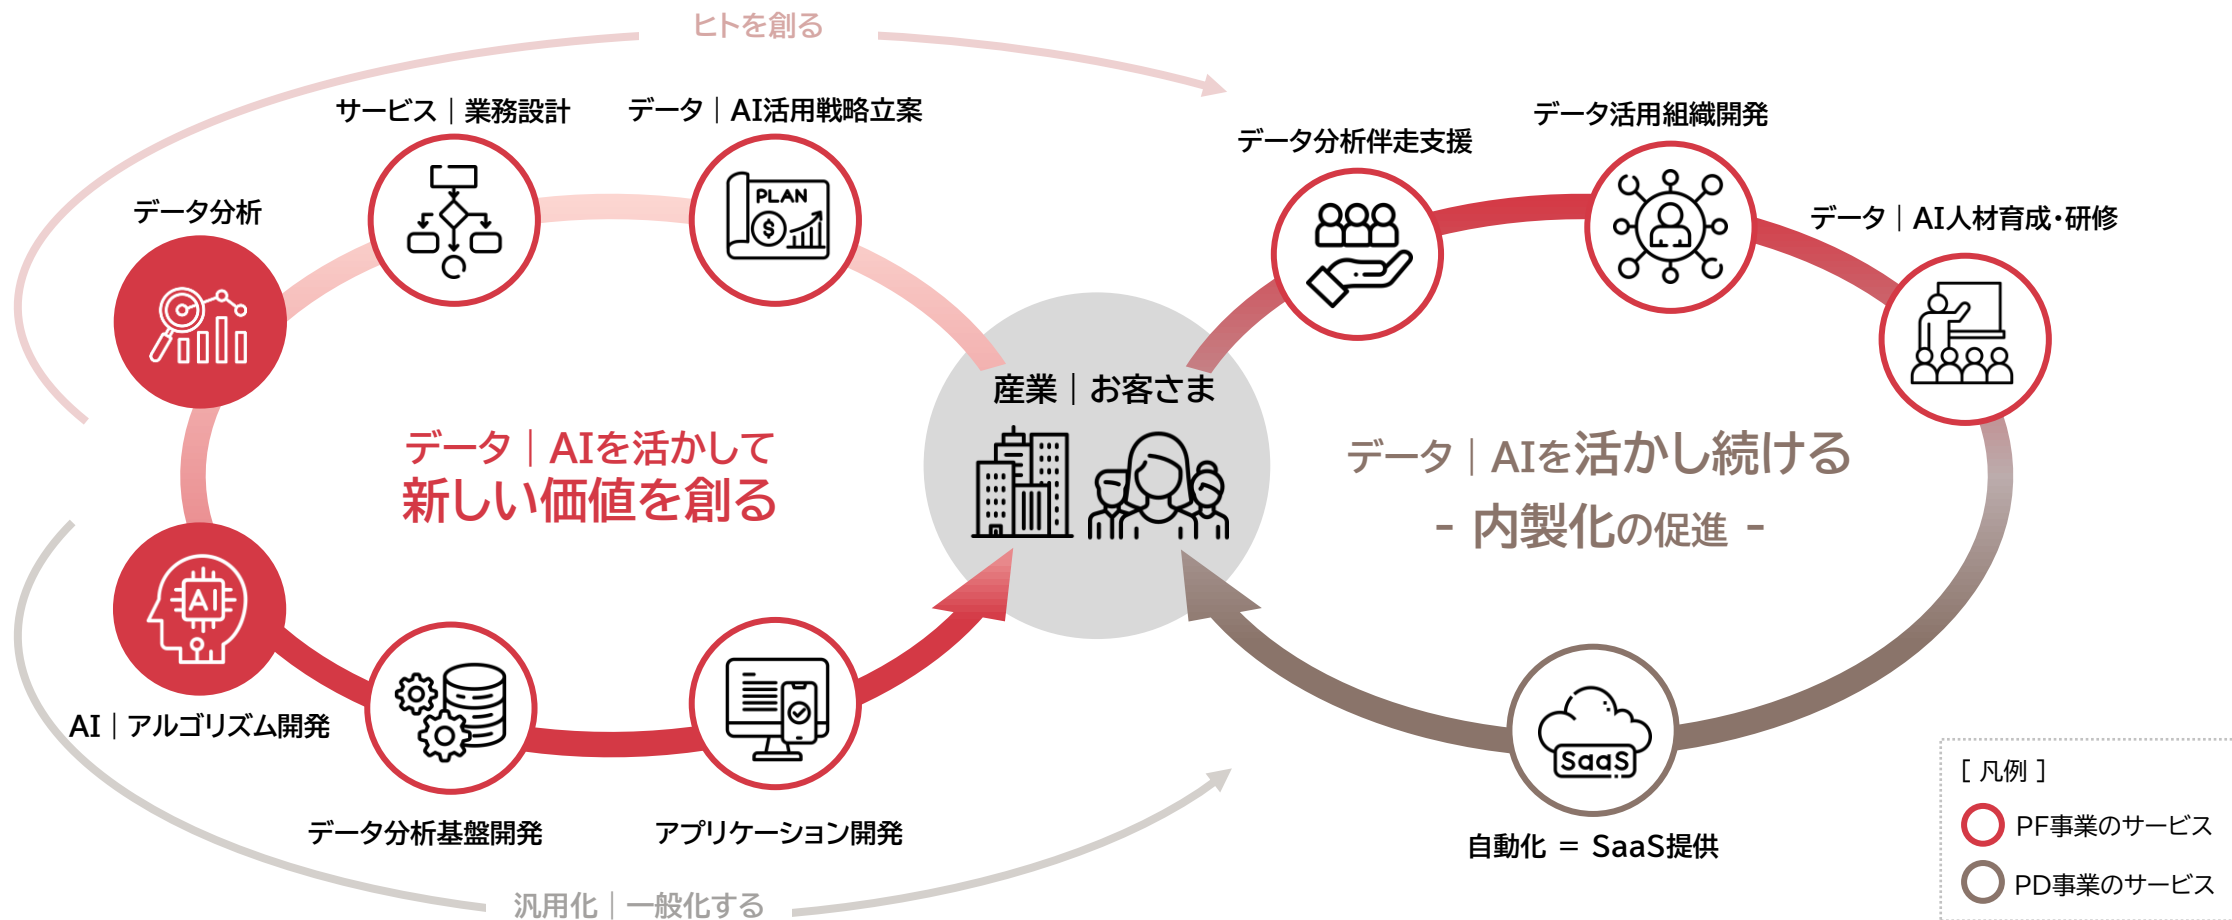 ヒトを創る
サービス｜業務設計
データ｜AI活用戦略立案
データ分析
PLAN
$
データ｜AIを活かして
新しい価値を創る
AI
AI｜アルゴリズム開発
データ分析基盤開発
アプリケーション開発
汎用化｜一般化する
産業｜お客さま
データ分析伴走支援
データ活用組織開発
データ｜AI人材育成・研修
データ｜AIを活かし続ける
- 内製化の促進 -
SaaS
自動化 ＝ SaaS提供
[ 凡例 ]
PF事業のサービス
PD事業のサービス